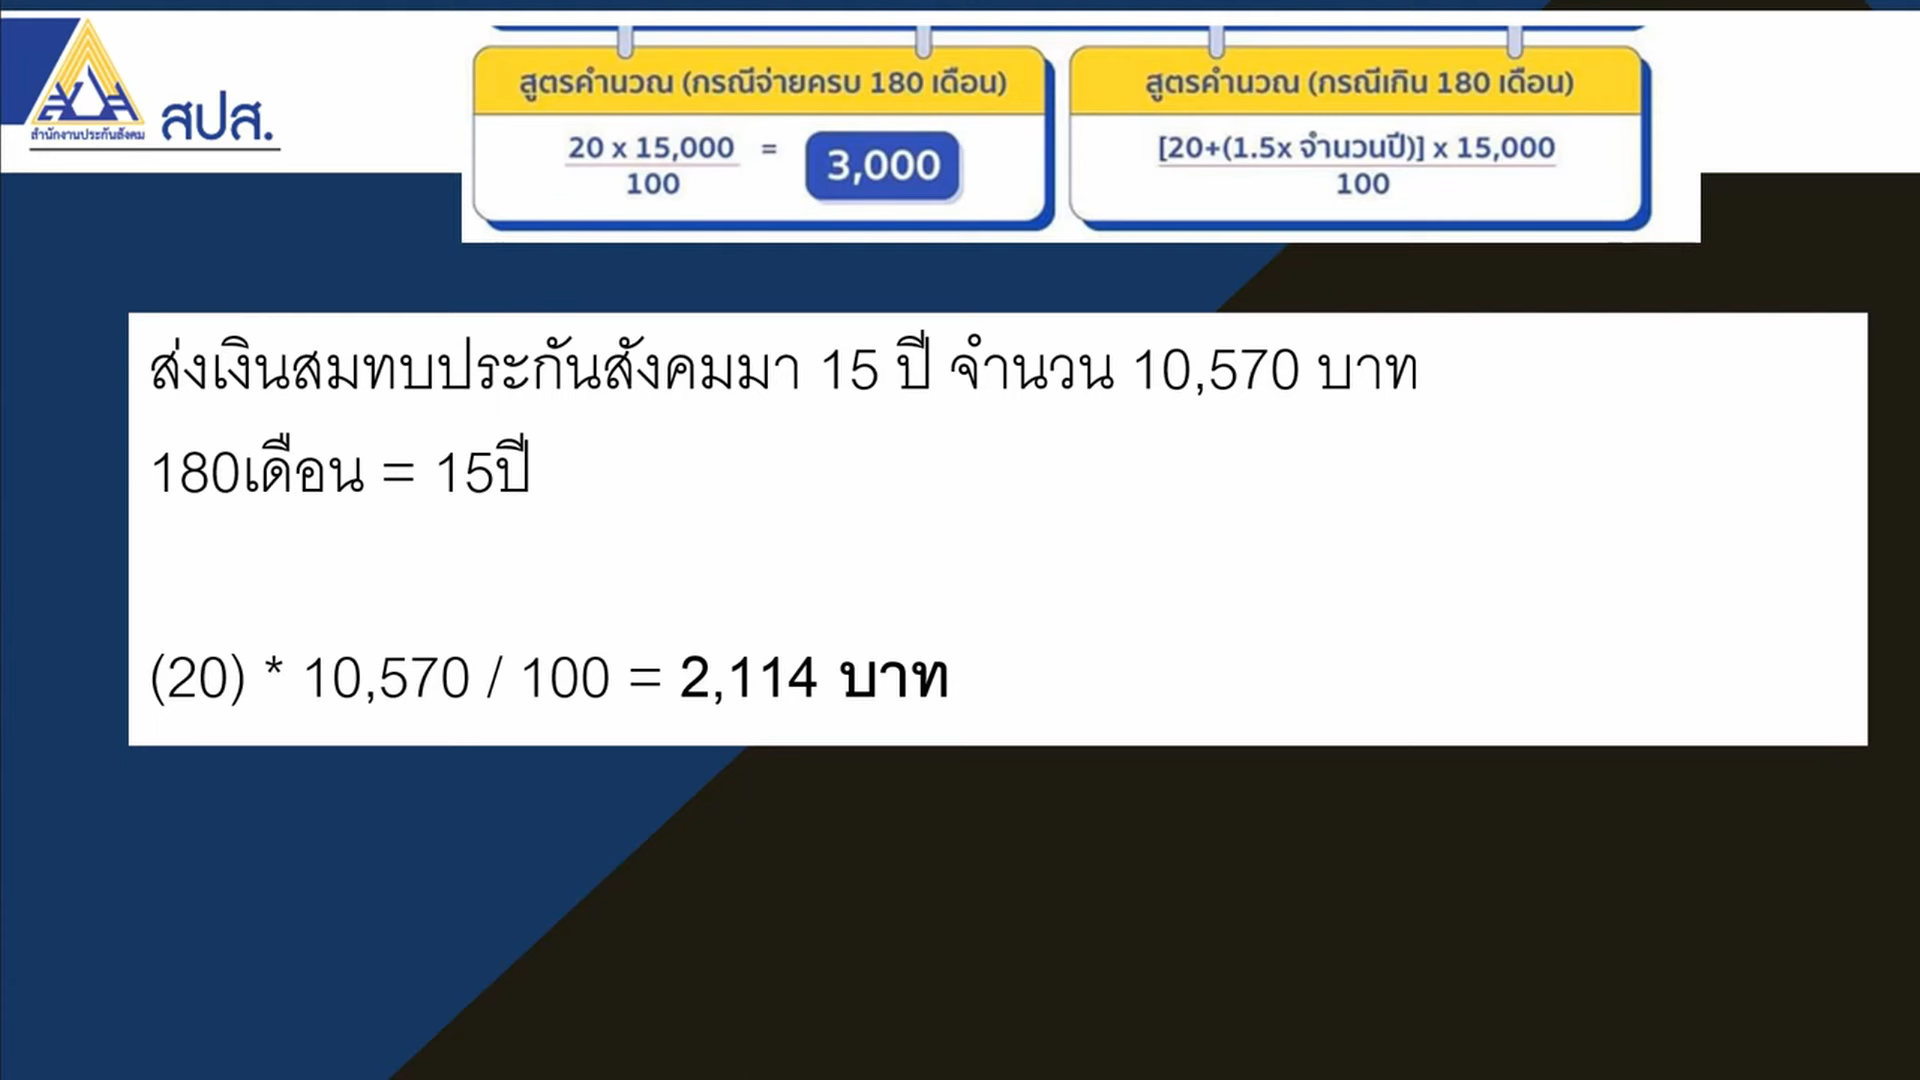 สำนักงานประกันสังคม
สปส.
สูตรคำนวณ (กรณีจ่ายครบ 180 เดือน)
20 x 15,000
100
= 3,000
สูตรคำนวณ (กรณีเกิน 180 เดือน)
[20+(1.5x จำนวนปี)] x 15,000
100
ส่งเงินสมทบประกันสังคมมา 15 ปี จำนวน 10,570 บาท
180เดือน = 15ปี
(20) * 10,570 / 100 = 2,114 บาท